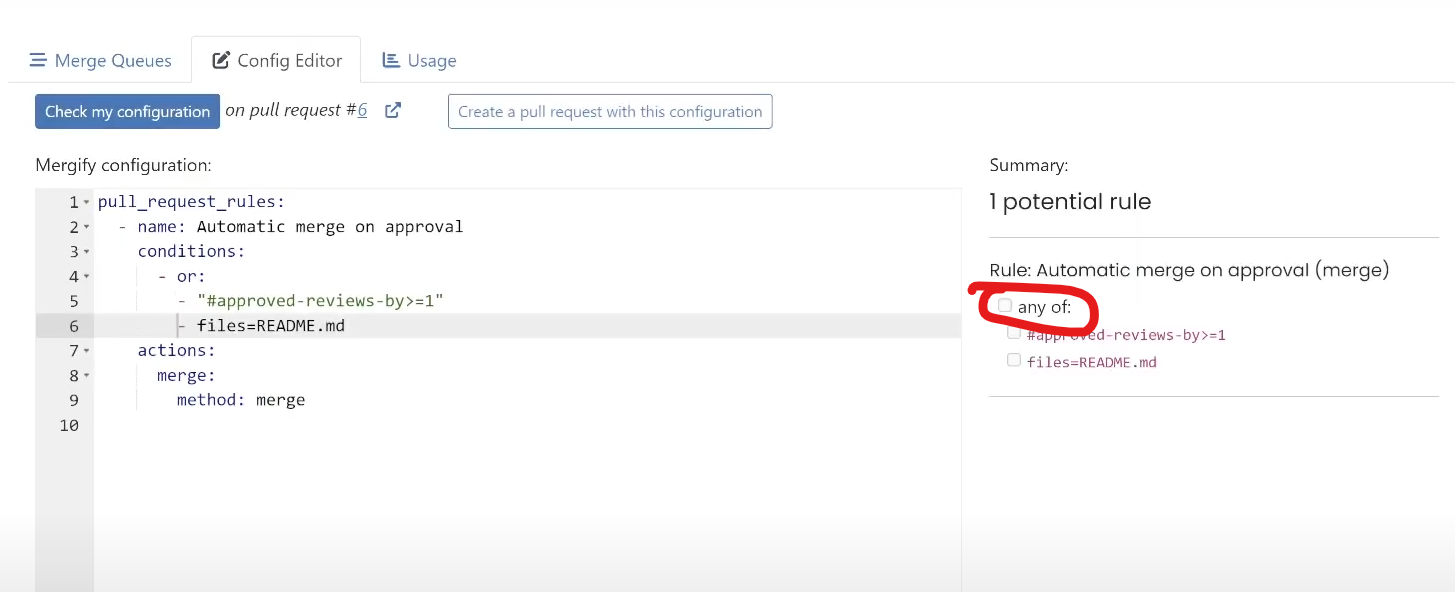 Merge Queues Config Editor Usage
Check my configuration on pull request #6 Create a pull request with this configuration
Mergify configuration:
1 pull_request_rules:
2 - name: Automatic merge on approval
3 conditions:
4 - or:
5 - "#approved-reviews-by>=1"
6 - files=README.md
7 actions:
8 merge:
9 method: merge
10
Summary:
1 potential rule
Rule: Automatic merge on approval (merge)
any of:
#approved-reviews-by>=1
files=README.md